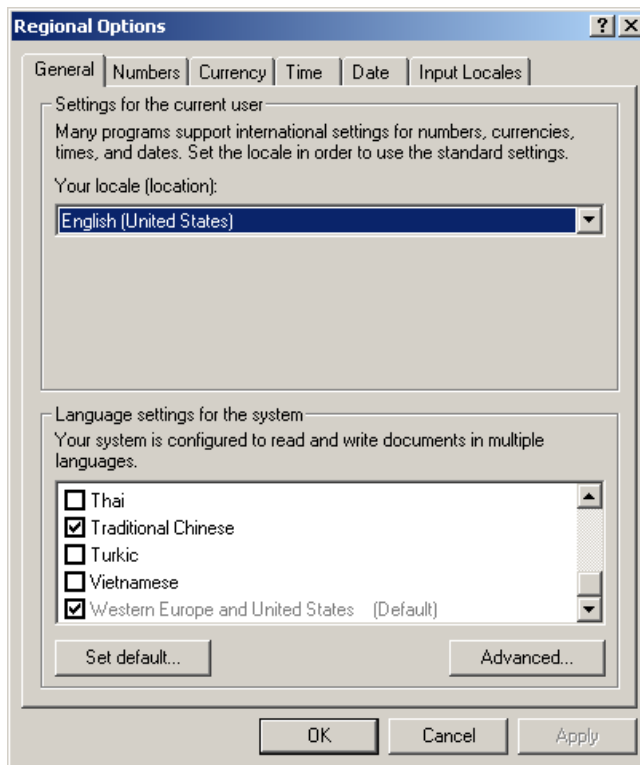 Regional Options
General Numbers Currency Time Date Input Locales
Settings for the current user
Many programs support international settings for numbers, currencies,
times, and dates. Set the locale in order to use the standard settings.
Your locale (location):
English (United States)
Language settings for the system
Your system is configured to read and write documents in multiple
languages.
Thai
Traditional Chinese
Turkic
Vietnamese
Western Europe and United States (Default)
Set default... Advanced...
OK Cancel Apply